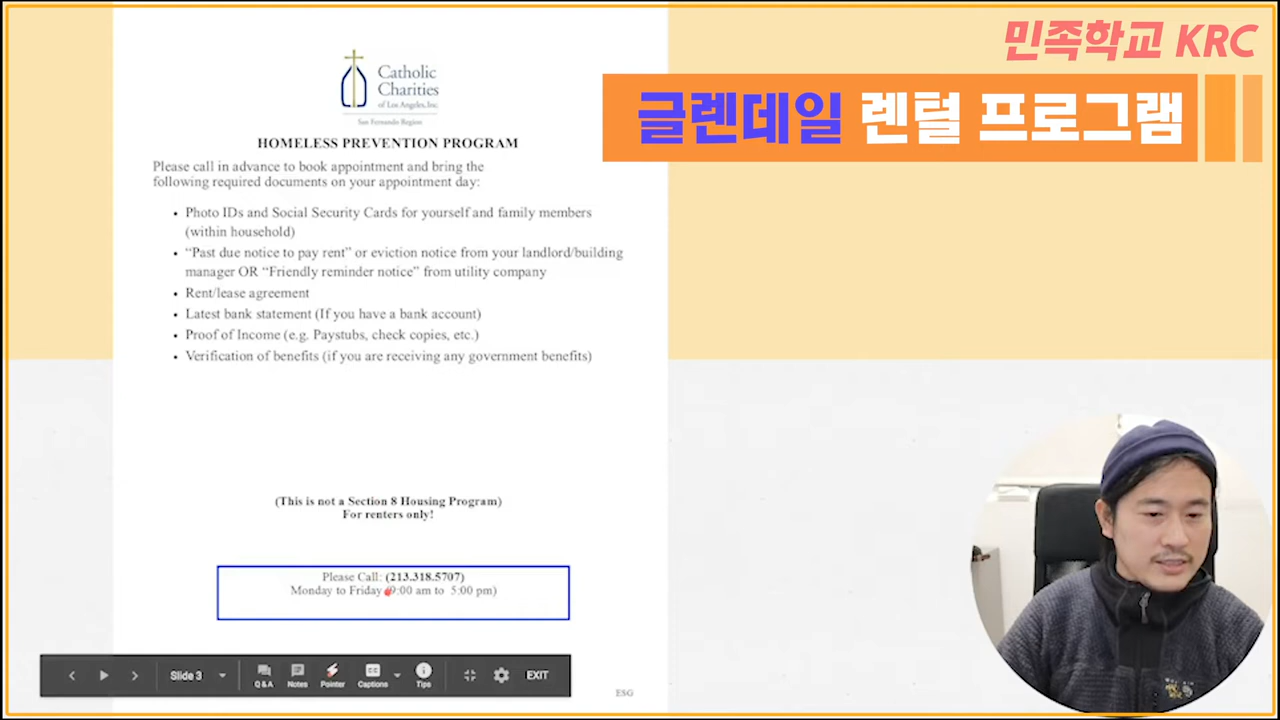 민족학교 KRC
글렌데일 렌털 프로그램
Catholic
Charities
of Los Angeles, Inc.
San Fernando Region
HOMELESS PREVENTION PROGRAM
Please call in advance to book appointment and bring the
following required documents on your appointment day:
• Photo IDs and Social Security Cards for yourself and family members
(within household)
• “Past due notice to pay rent” or eviction notice from your landlord/building
manager OR “Friendly reminder notice” from utility company
• Rent/lease agreement
• Latest bank statement (If you have a bank account)
• Proof of Income (e.g. Paystubs, check copies, etc.)
• Verification of benefits (if you are receiving any government benefits)
(This is not a Section 8 Housing Program)
For renters only!
Please Call: (213.318.5707)
Monday to Friday 9:00 am to 5:00 pm)
Slide 3
Q & A
Notes
Pointer
Captions
Tips
EXIT
ESG